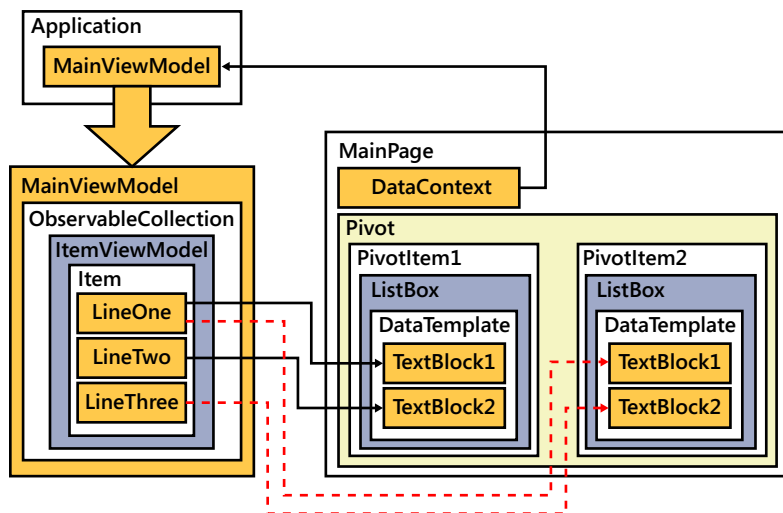 Application
MainViewModel
MainViewModel
ObservableCollection
ItemViewModel
Item
LineOne
LineTwo
LineThree
MainPage
DataContext
Pivot
PivotItem1
ListBox
DataTemplate
TextBlock1
TextBlock2
PivotItem2
ListBox
DataTemplate
TextBlock1
TextBlock2